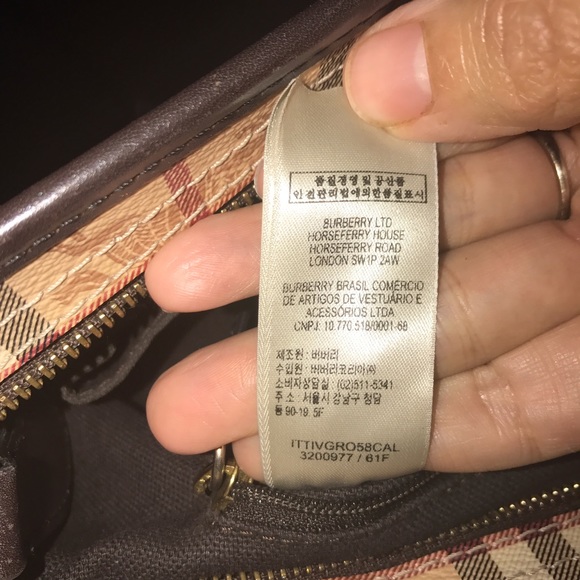 품질경영 및 공산품
안전관리법에의한품질표시
BURBERRY LTD
HORSEFERRY HOUSE
HORSEFERRY ROAD
LONDON SW1P 2AW
BURBERRY BRASIL COMÉRCIO
DE ARTIGOS DE VESTUÁRIO E
ACESSÓRIOS LTDA
CNPJ: 10.770.518/0001-68
제조원 : 버버리
수입원 : 버버리코리아㈜
소비자상담실 : (02)511-5341
주소 : 서울시 강남구 청담
동 90-19. 5F
ITTIVGRO58CAL
3200977 / 61F